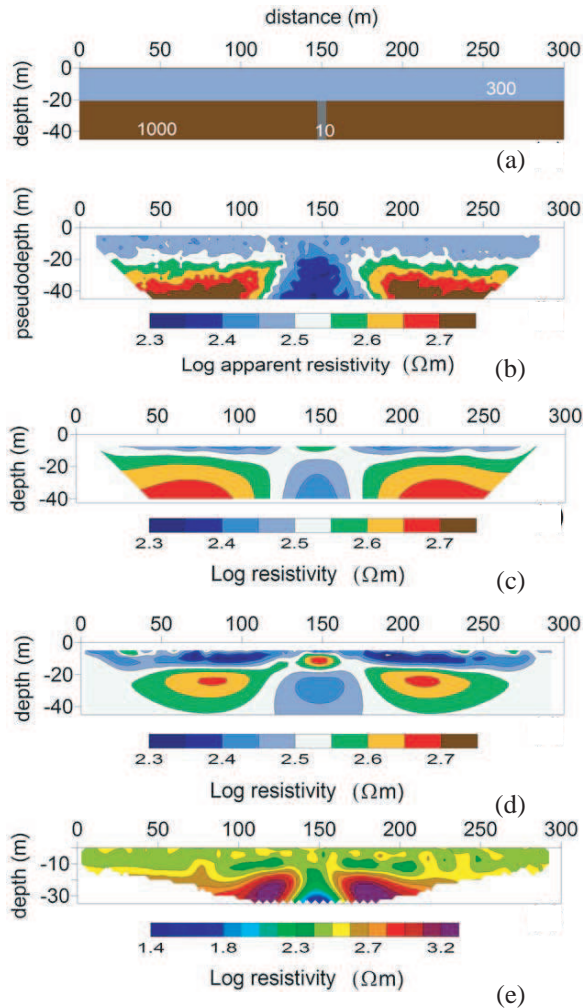 distance (m)
0 50 100 150 200 250 300
depth (m)
0
-20
-40
300
1000
10
(a)
0 50 100 150 200 250 300
pseudodepth (m)
0
-20
-40
2.3 2.4 2.5 2.6 2.7
Log apparent resistivity (Ωm)
(b)
0 50 100 150 200 250 300
depth (m)
0
-20
-40
2.3 2.4 2.5 2.6 2.7
Log resistivity (Ωm)
(c)
0 50 100 150 200 250 300
depth (m)
0
-20
-40
2.3 2.4 2.5 2.6 2.7
Log resistivity (Ωm)
(d)
0 50 100 150 200 250 300
depth (m)
-10
-30
1.4 1.8 2.3 2.7 3.2
Log resistivity (Ωm)
(e)